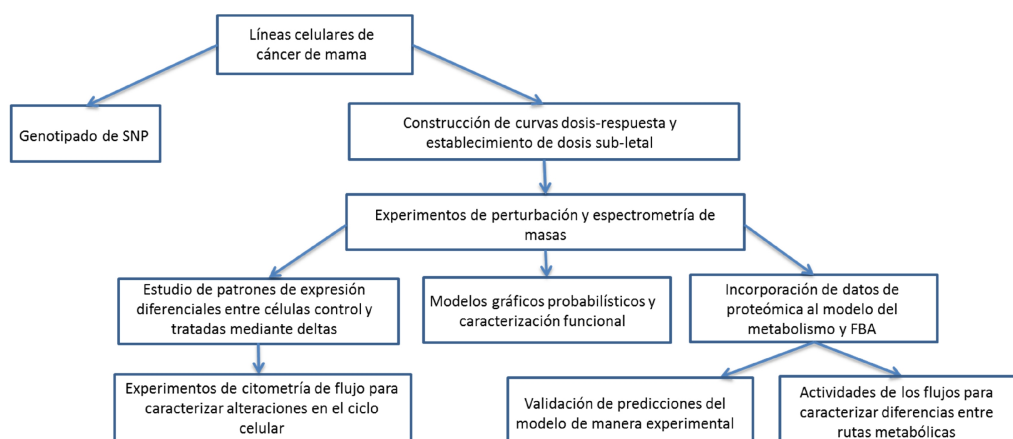 Líneas celulares de
cáncer de mama
Genotipado de SNP
Construcción de curvas dosis-respuesta y
establecimiento de dosis sub-letal
Experimentos de perturbación y espectrometría de
masas
Estudio de patrones de expresión
diferenciales entre células control y
tratadas mediante deltas
Modelos gráficos probabilísticos y
caracterización funcional
Incorporación de datos de
proteómica al modelo del
metabolismo y FBA
Experimentos de citometría de flujo para
caracterizar alteraciones en el ciclo
celular
Validación de predicciones del
modelo de manera experimental
Actividades de los flujos para
caracterizar diferencias entre
rutas metabólicas